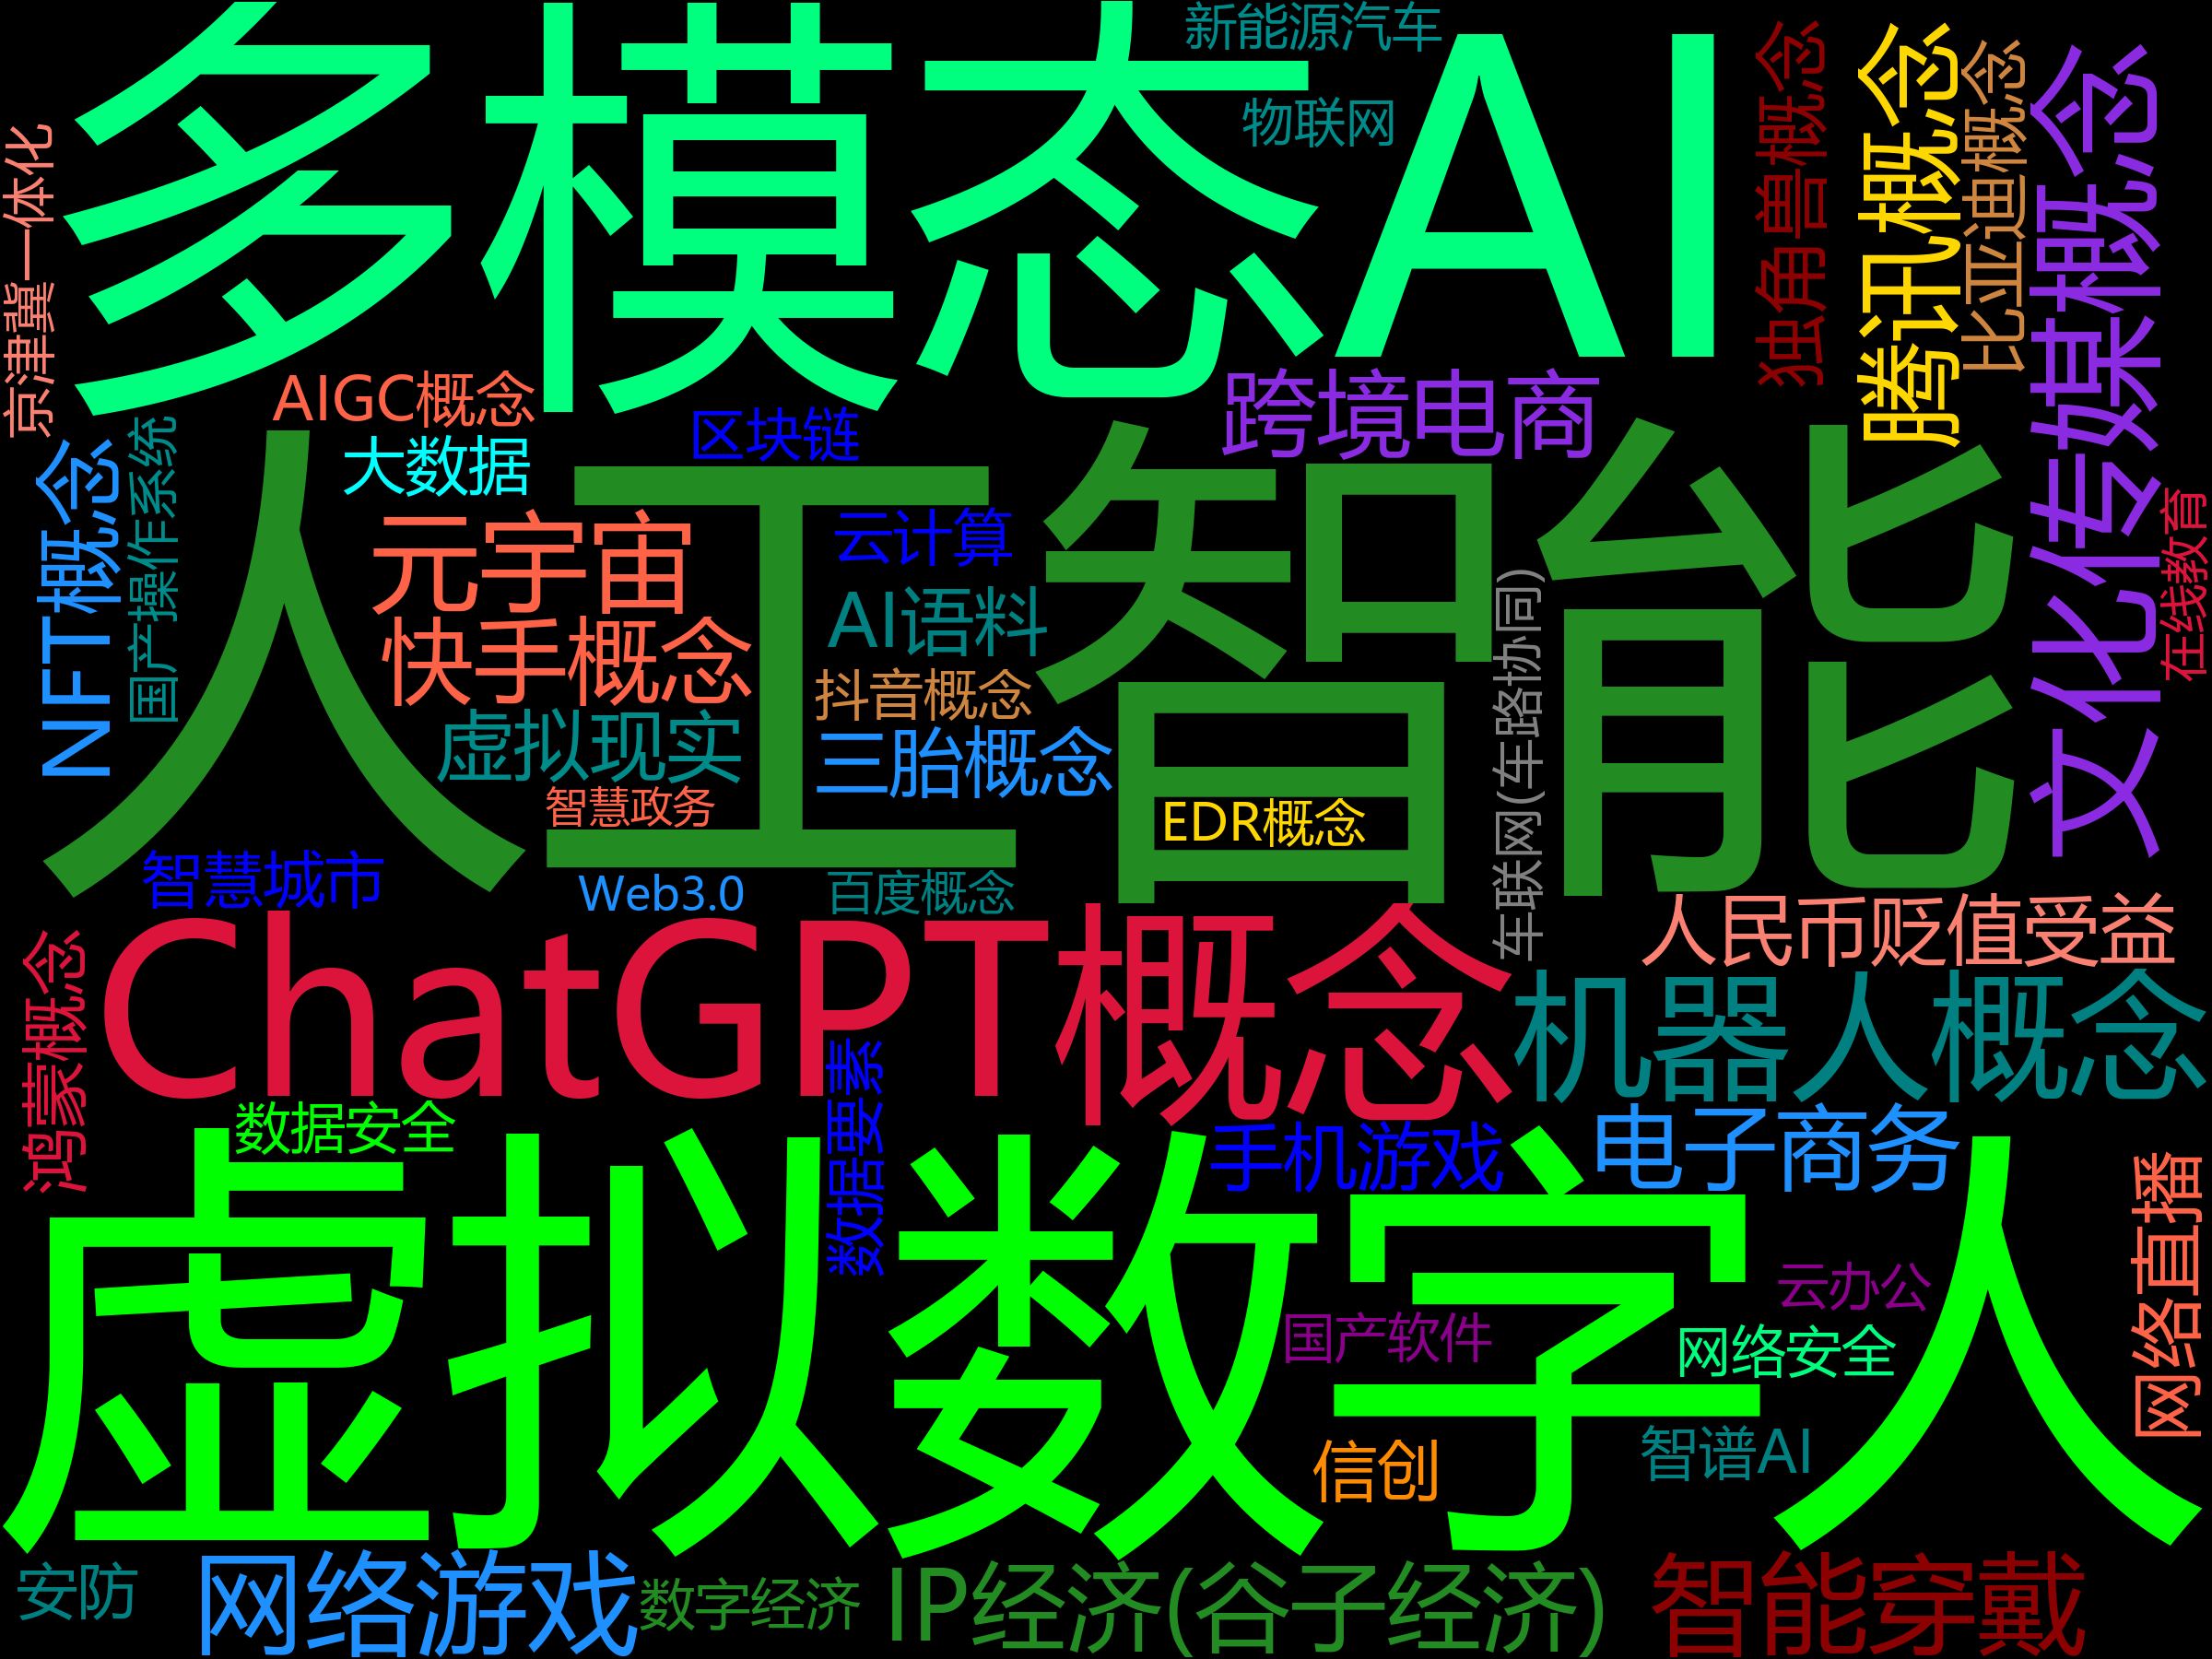 多模态AI
新能源汽车
物联网
独角兽概念
腾讯概念
比亚迪概念
文化传媒概念
京津冀一体化
AIGC概念
区块链
跨境电商
大数据
NFT概念
国产操作系统
人工智能
元宇宙
云计算
AI语料
快手概念
抖音概念
虚拟现实
三胎概念
智慧政务
EDR概念
车联网(车路协同)
在线教育
智慧城市
Web3.0
百度概念
人民币贬值受益
ChatGPT概念
机器人概念
鸿蒙概念
数据要素
数据安全
手机游戏
电子商务
虚拟数字人
网络直播
云办公
国产软件
网络安全
信创
智谱AI
安防
网络游戏
数字经济
IP经济(谷子经济)
智能穿戴